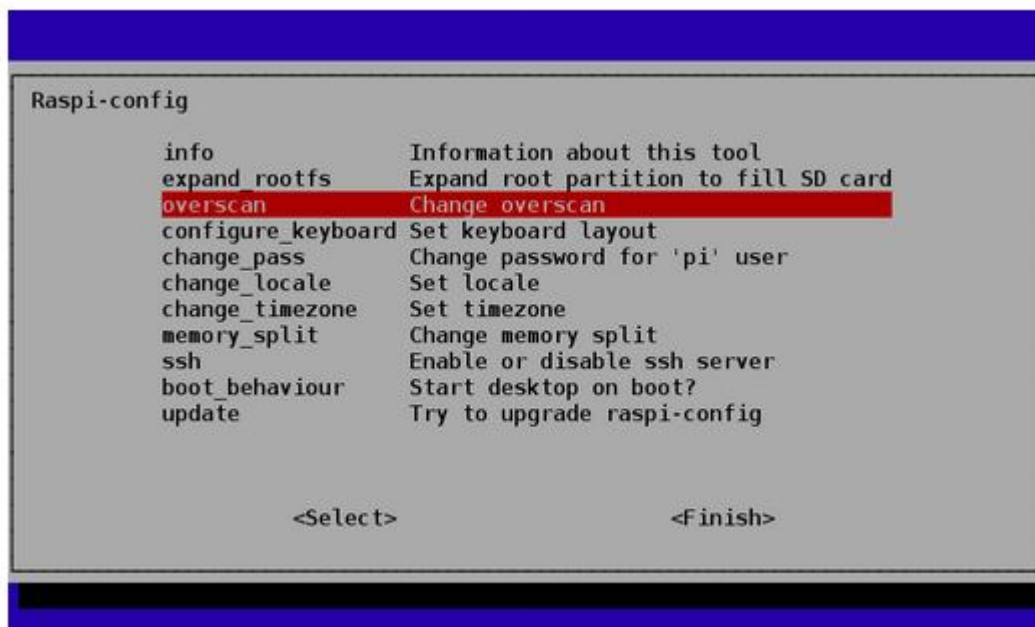 Raspi-config
info Information about this tool
expand_rootfs Expand root partition to fill SD card
overscan Change overscan
configure_keyboard Set keyboard layout
change_pass Change password for 'pi' user
change_locale Set locale
change_timezone Set timezone
memory_split Change memory split
ssh Enable or disable ssh server
boot_behaviour Start desktop on boot?
update Try to upgrade raspi-config
<Select> <Finish>